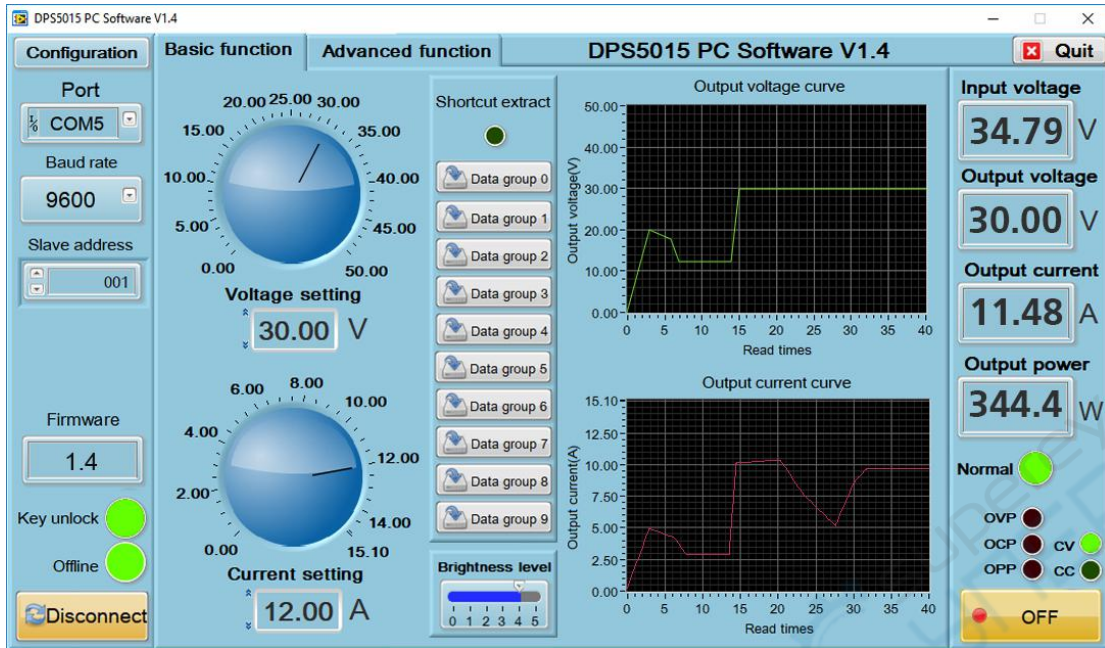 DPS5015 PC Software V1.4
Configuration
Basic function
Advanced function
DPS5015 PC Software V1.4
Quit
Port
COM5
Baud rate
9600
Slave address
001
Firmware
1.4
Key unlock
Offline
Disconnect
20.00 25.00 30.00
15.00 35.00
10.00 40.00
5.00 45.00
0.00 50.00
Voltage setting
30.00 V
6.00 8.00 10.00
4.00 12.00
2.00 14.00
0.00 15.10
Current setting
12.00 A
Shortcut extract
Data group 0
Data group 1
Data group 2
Data group 3
Data group 4
Data group 5
Data group 6
Data group 7
Data group 8
Data group 9
Brightness level
0 1 2 3 4 5
Output voltage curve
Output voltage(V)
50.00
40.00
30.00
20.00
10.00
0.00
0 5 10 15 20 25 30 35 40
Read times
Output current curve
Output current(A)
15.10
12.50
10.00
7.50
5.00
2.50
0.00
0 5 10 15 20 25 30 35 40
Read times
Input voltage
34.79 V
Output voltage
30.00 V
Output current
11.48 A
Output power
344.4 W
Normal
OVP
OCP CV
OPP CC
OFF